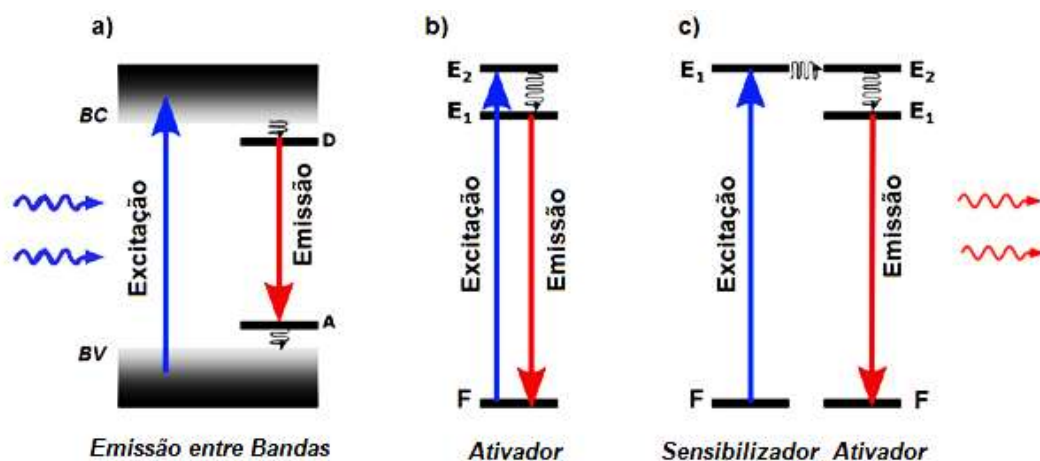 a)
BC
BV
Excitação
Emissão
D
A
Emissão entre Bandas
b)
E2
E1
Excitação
Emissão
F
Ativador
c)
E1
E2
E1
Excitação
Emissão
F
F
Sensibilizador
Ativador